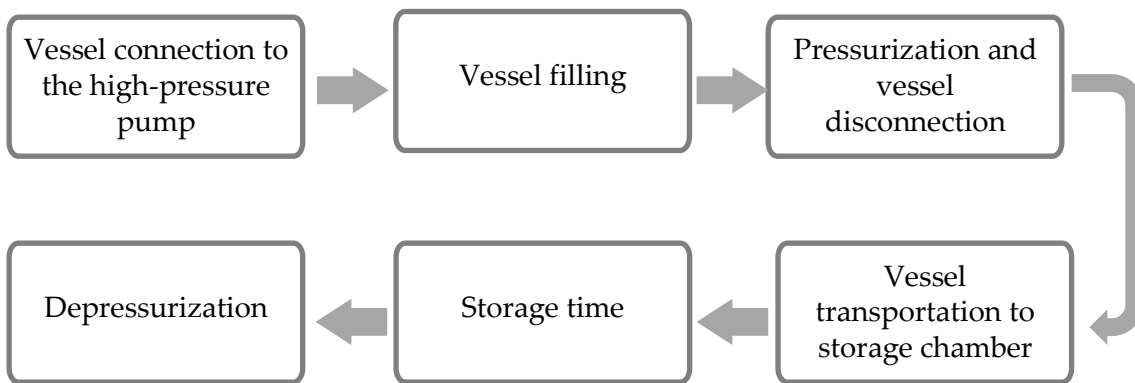 Vessel connection to
the high-pressure
pump
Vessel filling
Pressurization and
vessel
disconnection
Vessel
transportation to
storage chamber
Storage time
Depressurization